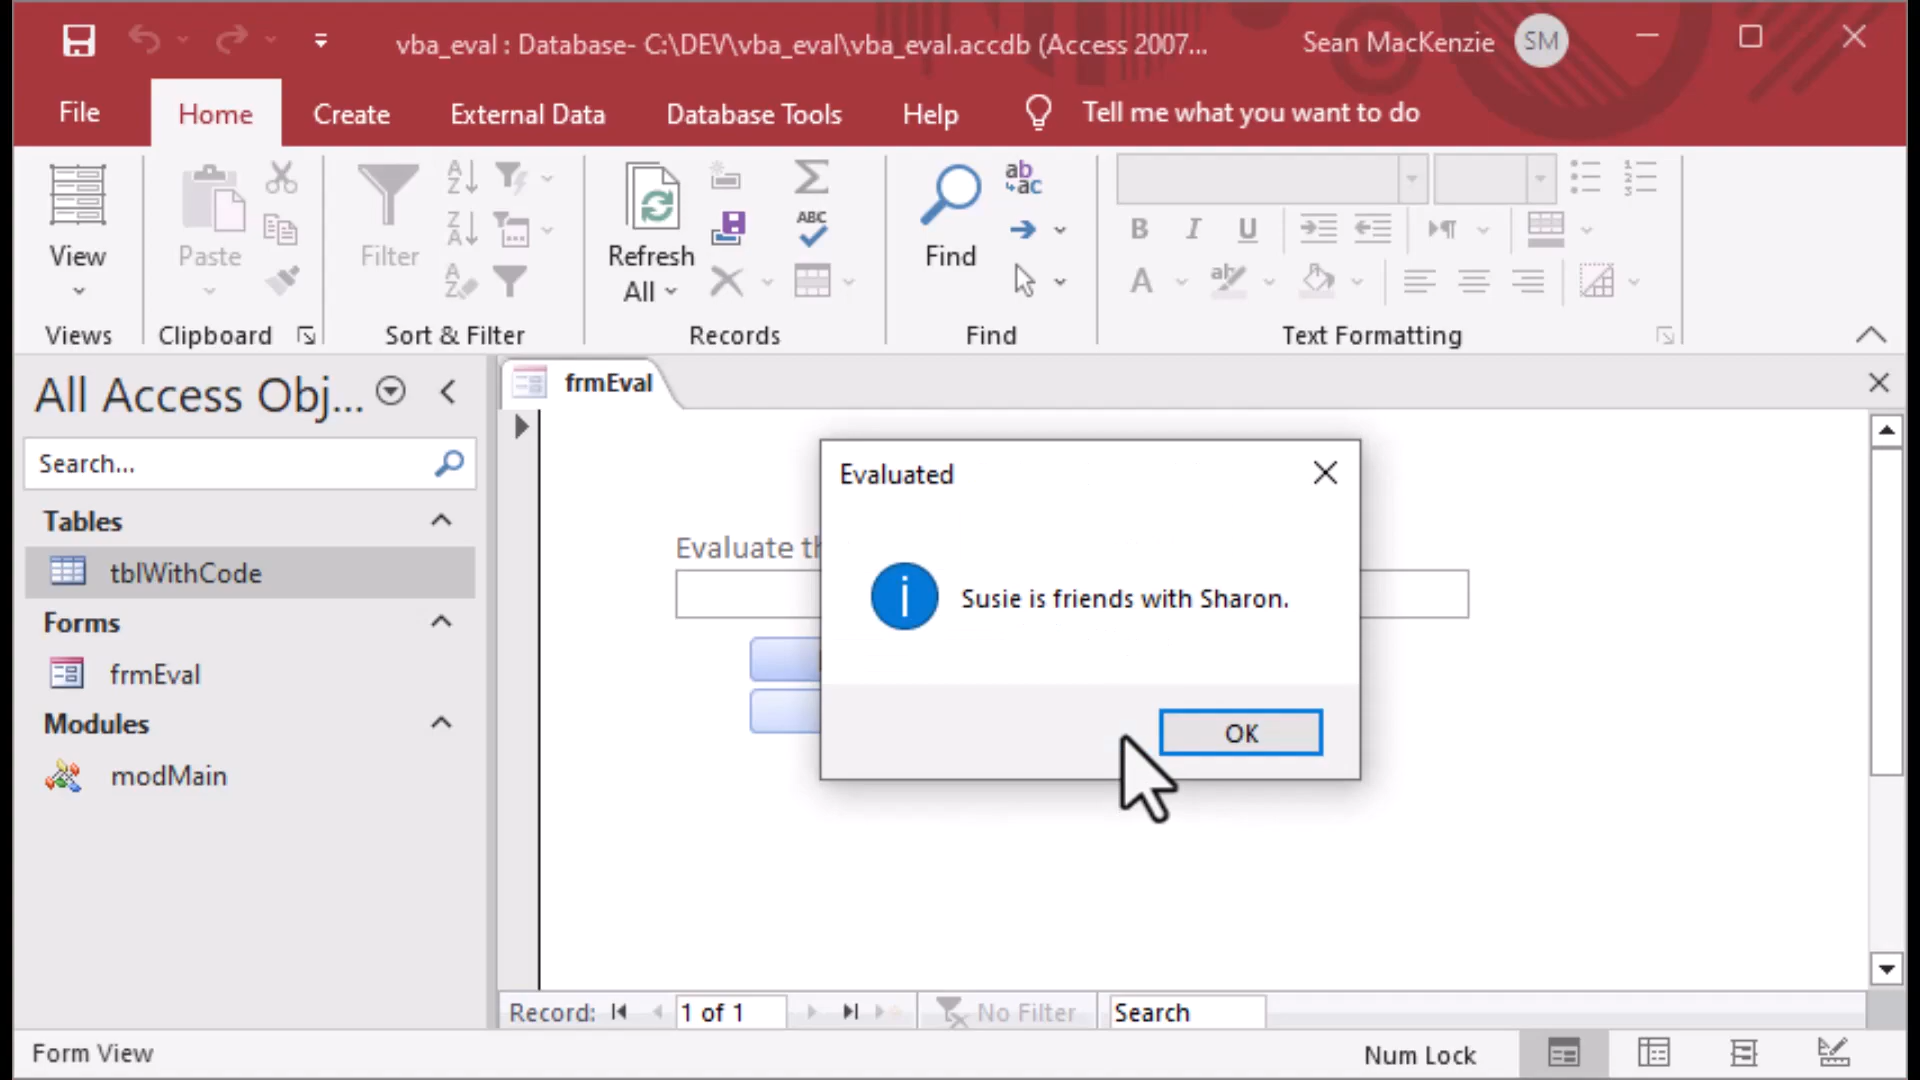 vba_eval : Database- C:\DEV\vba_eval\vba_eval.accdb (Access 2007...
Sean MacKenzie
SM
File
Home
Create
External Data
Database Tools
Help
Tell me what you want to do
View
Paste
Filter
Refresh
All
Find
Views
Clipboard
Sort & Filter
Records
Find
Text Formatting
All Access Obj...
Search...
Tables
tblWithCode
Forms
frmEval
Modules
modMain
frmEval
Evaluate
Evaluated
Susie is friends with Sharon.
OK
Record:
1 of 1
No Filter
Search
Form View
Num Lock